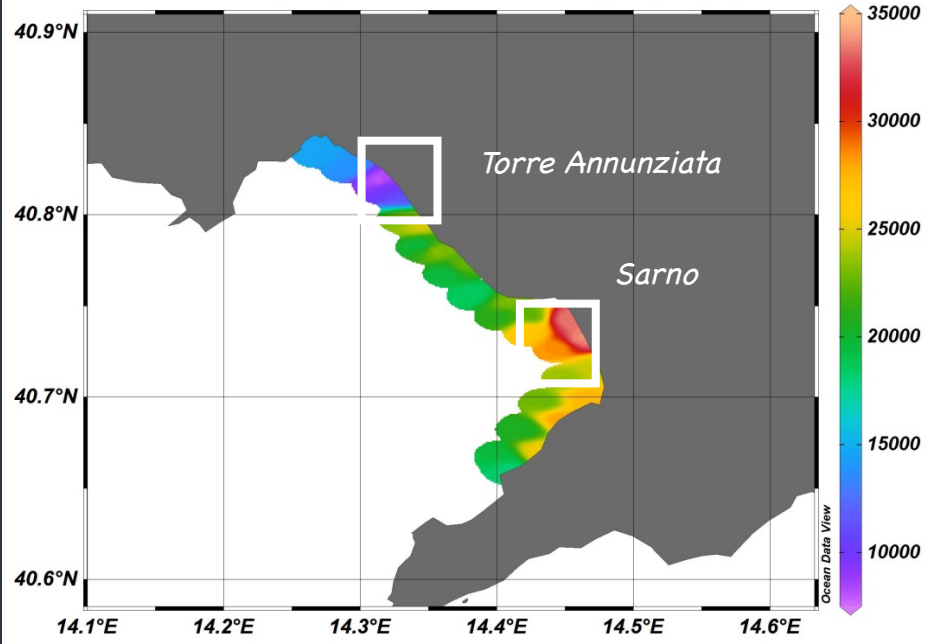 40.9°N
40.8°N
40.7°N
40.6°N
14.1°E 14.2°E 14.3°E 14.4°E 14.5°E 14.6°E
Torre Annunziata
Sarno
35000
30000
25000
20000
15000
10000
Ocean Data View